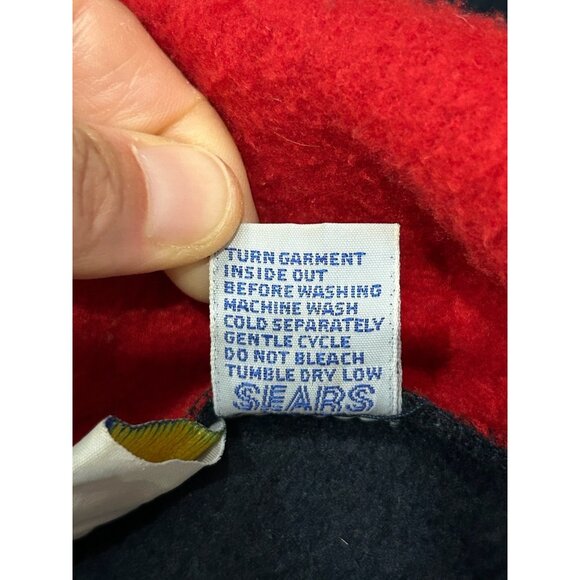 TURN GARMENT
INSIDE OUT
BEFORE WASHING
MACHINE WASH
COLD SEPARATELY
GENTLE CYCLE
DO NOT BLEACH
TUMBLE DRY LOW
SEARS